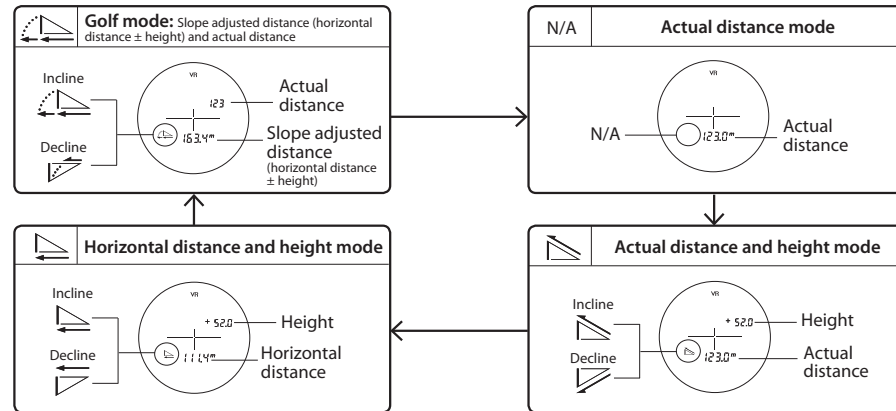 Golf mode: Slope adjusted distance (horizontal
distance ± height) and actual distance
Incline
Decline
VR
123
163.4m
Actual
distance
Slope adjusted
distance
(horizontal distance
± height)
N/A
Actual distance mode
VR
N/A
123.0m
Actual
distance
Horizontal distance and height mode
Incline
Decline
VR
+ 52.0
111.4m
Height
Horizontal
distance
Actual distance and height mode
Incline
Decline
VR
+ 52.0
123.0m
Height
Actual
distance